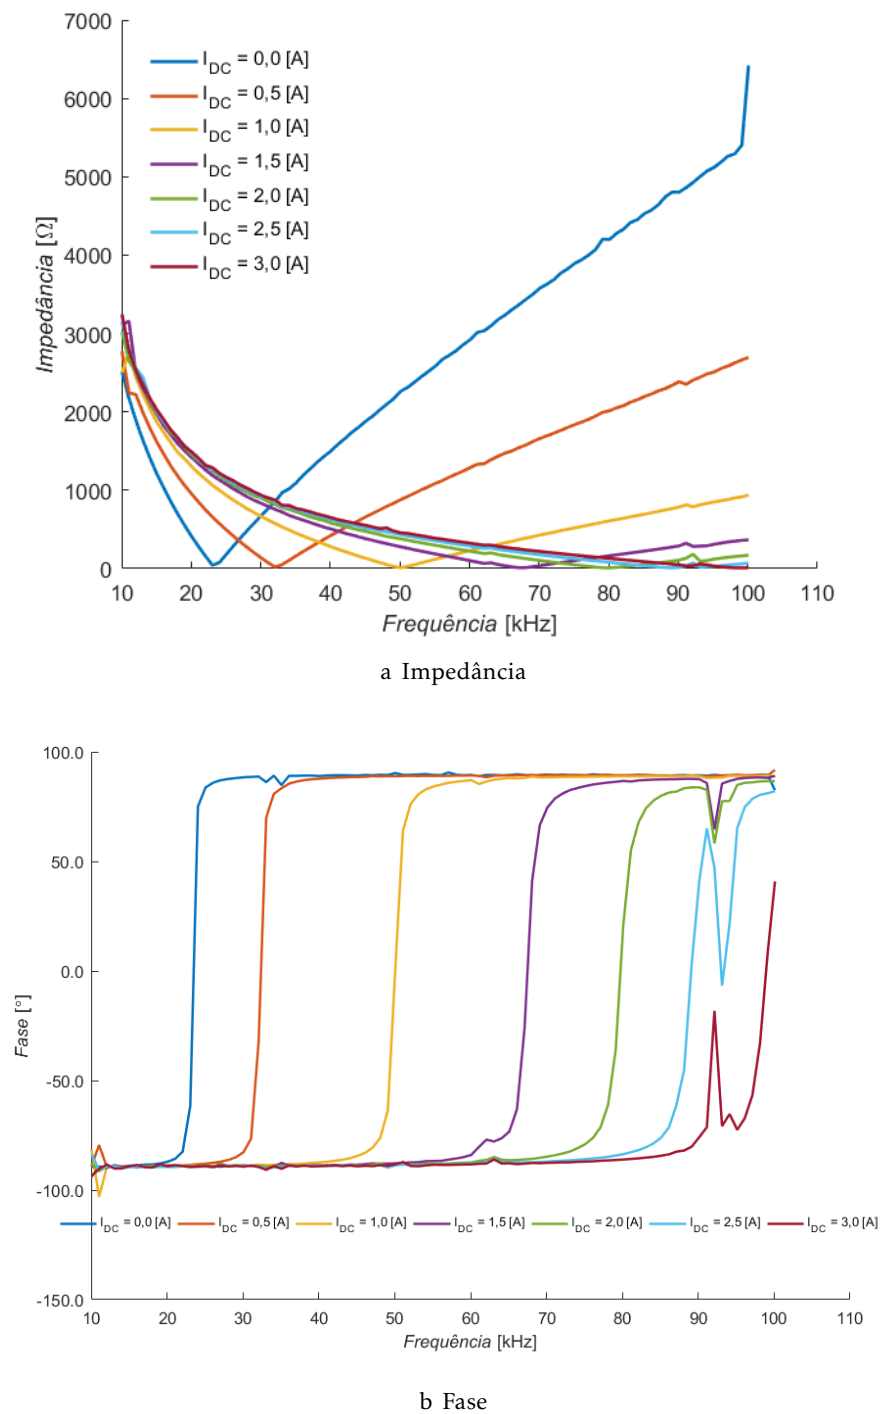 7000
6000
5000
4000
3000
2000
1000
0
Impedância [Ω]
I_DC = 0,0 [A]
I_DC = 0,5 [A]
I_DC = 1,0 [A]
I_DC = 1,5 [A]
I_DC = 2,0 [A]
I_DC = 2,5 [A]
I_DC = 3,0 [A]
10 20 30 40 50 60 70 80 90 100 110
Frequência [kHz]
a Impedância
100.0
50.0
0.0
-50.0
-100.0
-150.0
Fase [°]
I_DC = 0,0 [A] I_DC = 0,5 [A] I_DC = 1,0 [A] I_DC = 1,5 [A] I_DC = 2,0 [A] I_DC = 2,5 [A] I_DC = 3,0 [A]
10 20 30 40 50 60 70 80 90 100 110
Frequência [kHz]
b Fase